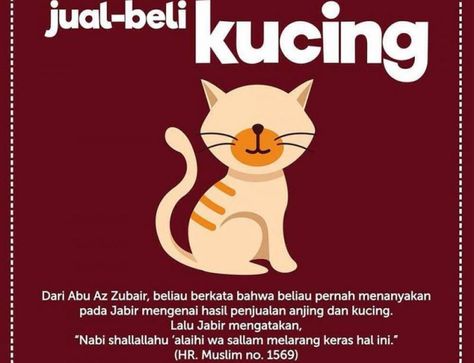 jual-beli
kucing
Dari Abu Az Zubair, beliau berkata bahwa beliau pernah menanyakan
pada Jabir mengenai hasil penjualan anjing dan kucing.
Lalu Jabir mengatakan,
“Nabi shallallahu ‘alaihi wa sallam melarang keras hal ini.”
(HR. Muslim no. 1569)